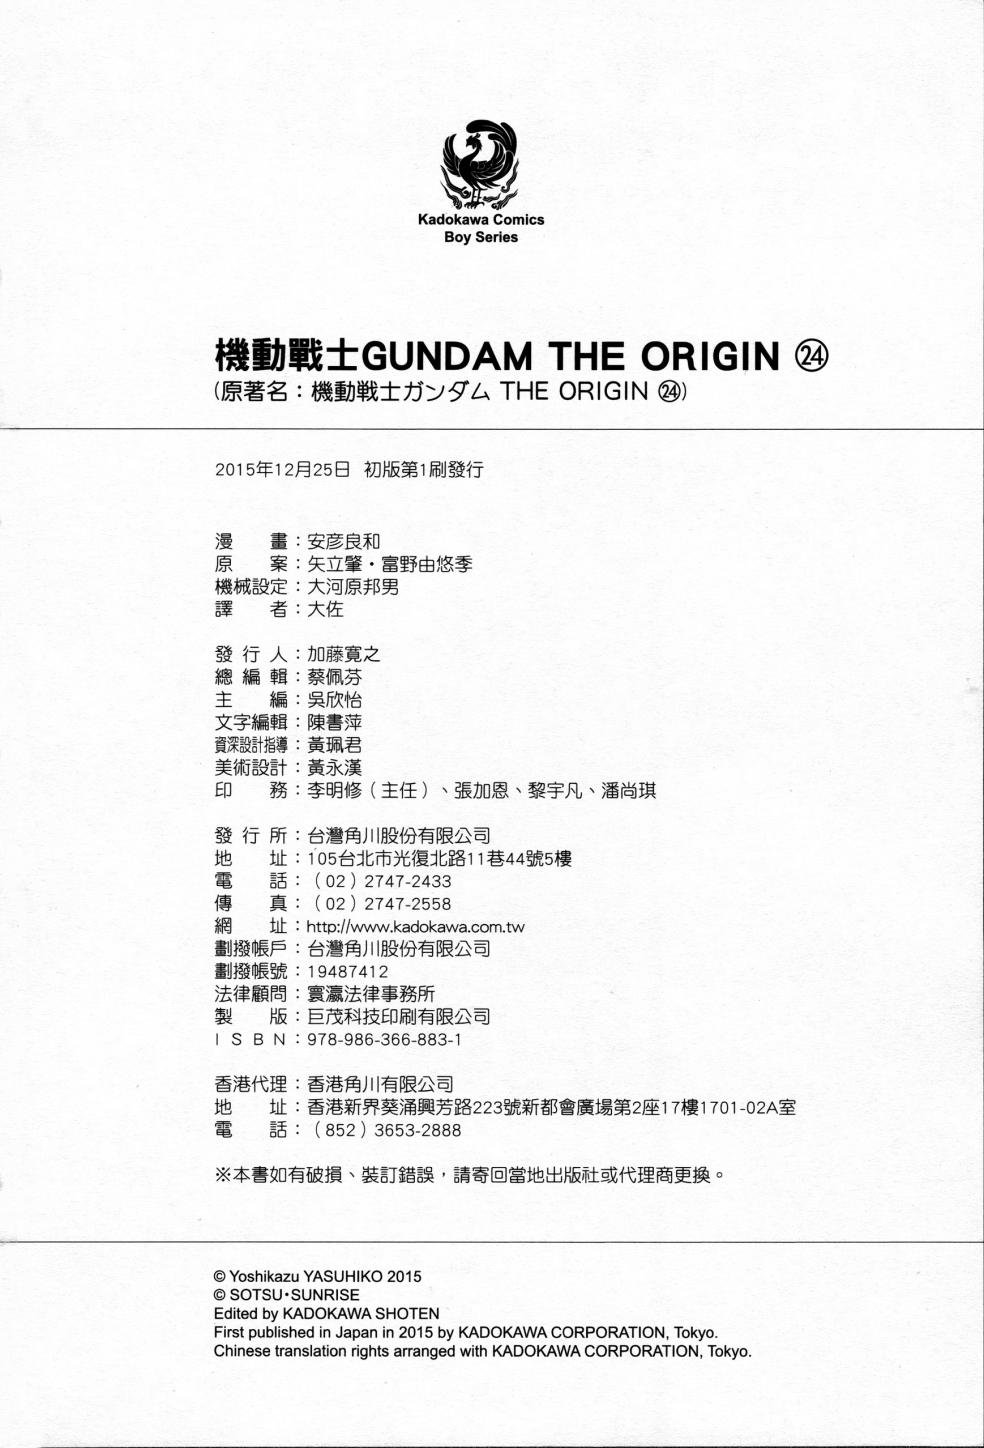 Kadokawa Comics
Boy Series
機動戰士GUNDAM THE ORIGIN ㉔
(原著名：機動戦士ガンダム THE ORIGIN ㉔)
2015年12月25日 初版第1刷發行
漫　　畫：安彦良和
原　　案：矢立肇・富野由悠季
機械設定：大河原邦男
譯　　者：大佐
發 行 人：加藤寬之
總 編 輯：蔡佩芬
主　　編：吳欣怡
文字編輯：陳書萍
資深設計指導：黃珮君
美術設計：黃永漢
印　　務：李明修（主任）、張加恩、黎宇凡、潘尚琪
發 行 所：台灣角川股份有限公司
地　　址：105台北市光復北路11巷44號5樓
電　　話：（02）2747-2433
傳　　真：（02）2747-2558
網　　址：http://www.kadokawa.com.tw
劃撥帳戶：台灣角川股份有限公司
劃撥帳號：19487412
法律顧問：寰瀛法律事務所
製　　版：巨茂科技印刷有限公司
I S B N：978-986-366-883-1
香港代理：香港角川有限公司
地　　址：香港新界葵涌興芳路223號新都會廣場第2座17樓1701-02A室
電　　話：（852）3653-2888
※本書如有破損、裝訂錯誤，請寄回當地出版社或代理商更換。
© Yoshikazu YASUHIKO 2015
© SOTSU・SUNRISE
Edited by KADOKAWA SHOTEN
First published in Japan in 2015 by KADOKAWA CORPORATION, Tokyo.
Chinese translation rights arranged with KADOKAWA CORPORATION, Tokyo.